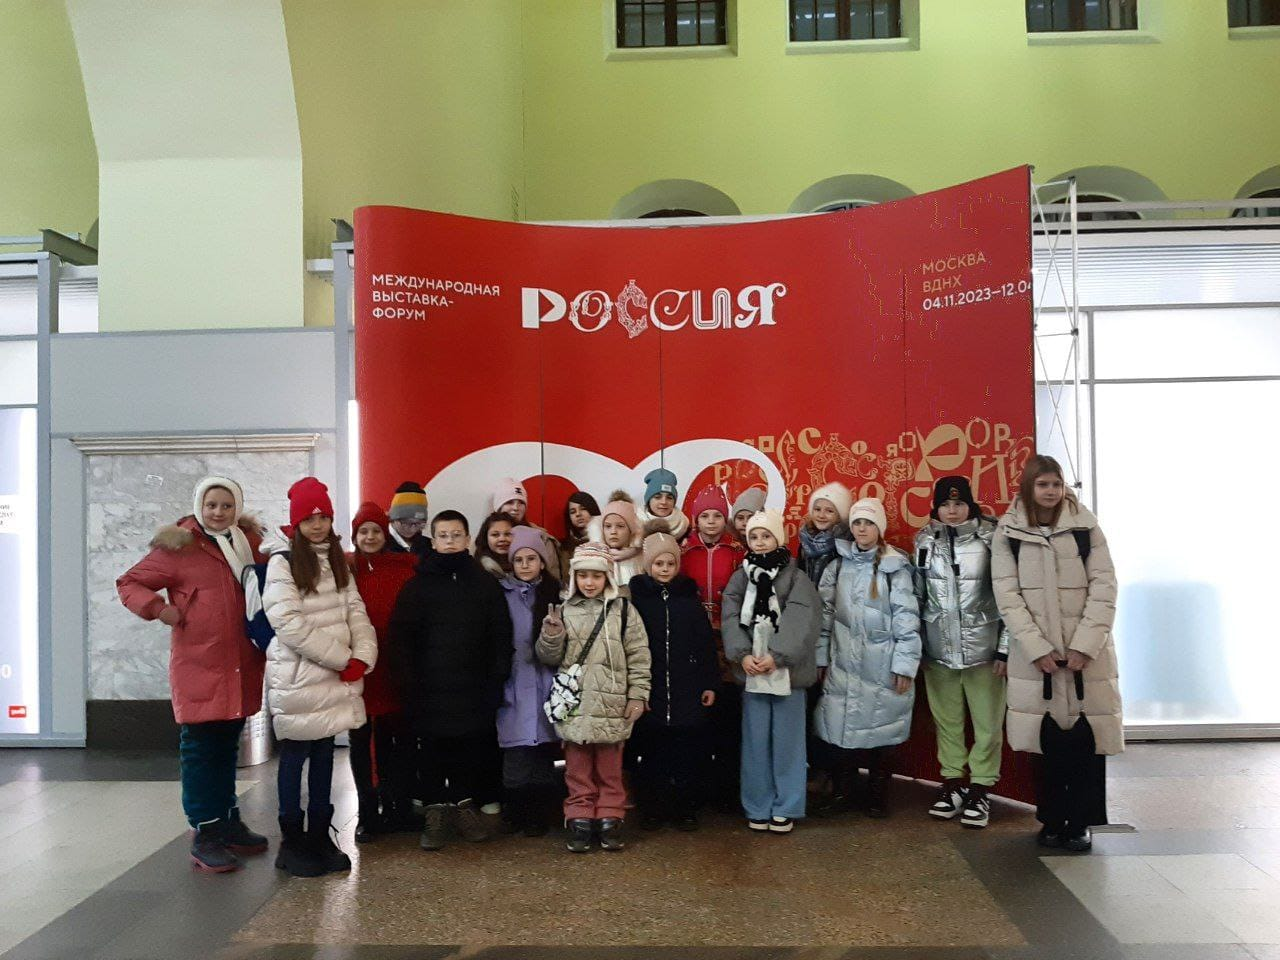 МЕЖДУНАРОДНАЯ
ВЫСТАВКА-
ФОРУМ
РОССИЯ
МОСКВА
ВДНХ
04.11.2023—12.04